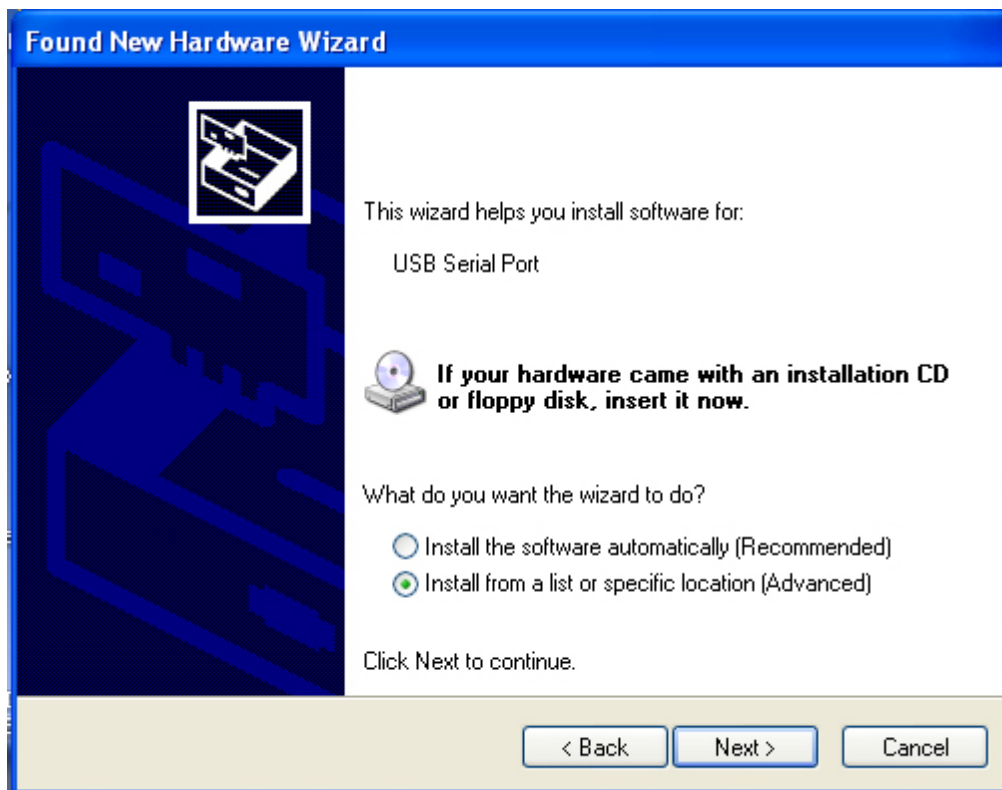 Found New Hardware Wizard
This wizard helps you install software for:
USB Serial Port
If your hardware came with an installation CD
or floppy disk, insert it now.
What do you want the wizard to do?
Install the software automatically (Recommended)
Install from a list or specific location (Advanced)
Click Next to continue.
< Back
Next >
Cancel